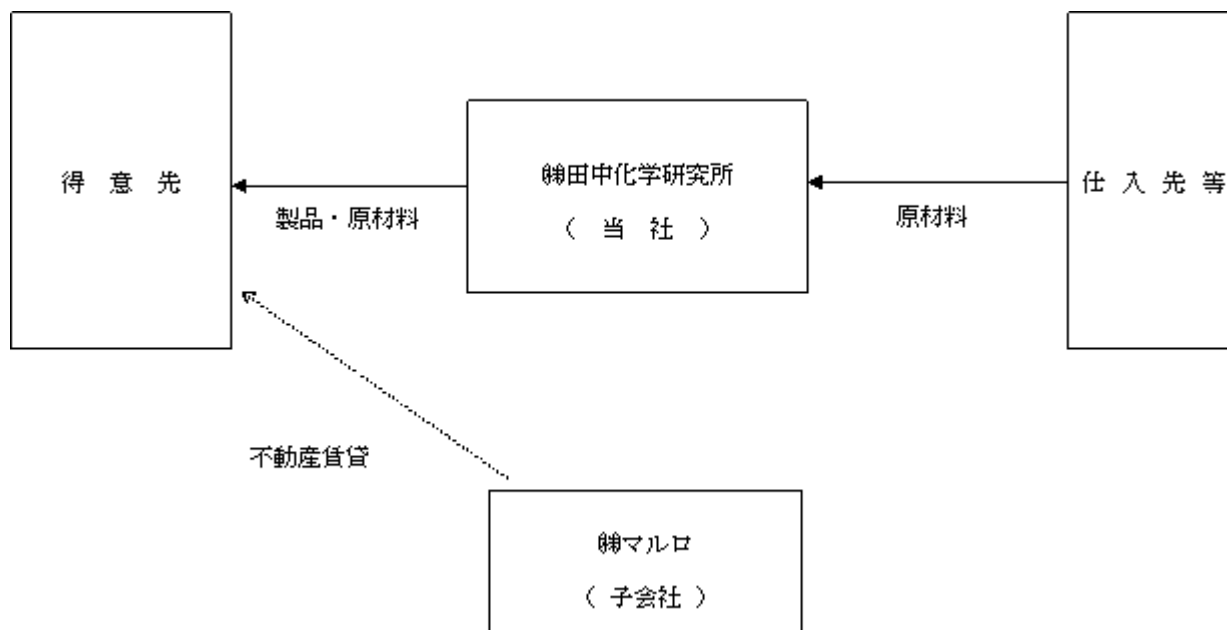 得意先
㈱田中化学研究所
（当社）
仕入先等
製品・原材料
原材料
不動産賃貸
㈱マルロ
（子会社）